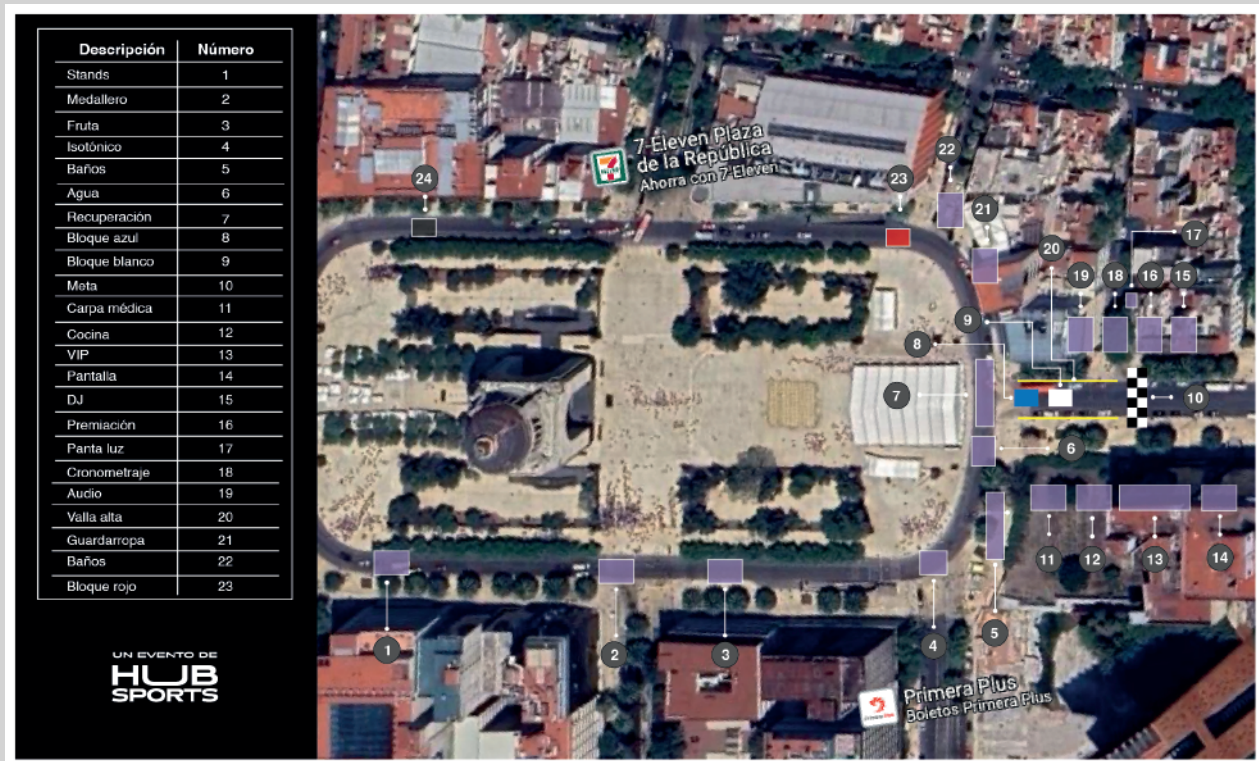 Descripción Número
Stands 1
Medallero 2
Fruta 3
Isotónico 4
Baños 5
Agua 6
Recuperación 7
Bloque azul 8
Bloque blanco 9
Meta 10
Carpa médica 11
Cocina 12
VIP 13
Pantalla 14
DJ 15
Premiación 16
Panta luz 17
Cronometraje 18
Audio 19
Valla alta 20
Guardarropa 21
Baños 22
Bloque rojo 23
UN EVENTO DE
HUB
SPORTS
7-Eleven Plaza
de la República
Ahorra con 7-Eleven
24
23
22
21
20
19
18
17
16
15
9
8
7
10
6
11
12
13
14
5
4
3
2
1
Primera Plus
Boletos Primera Plus